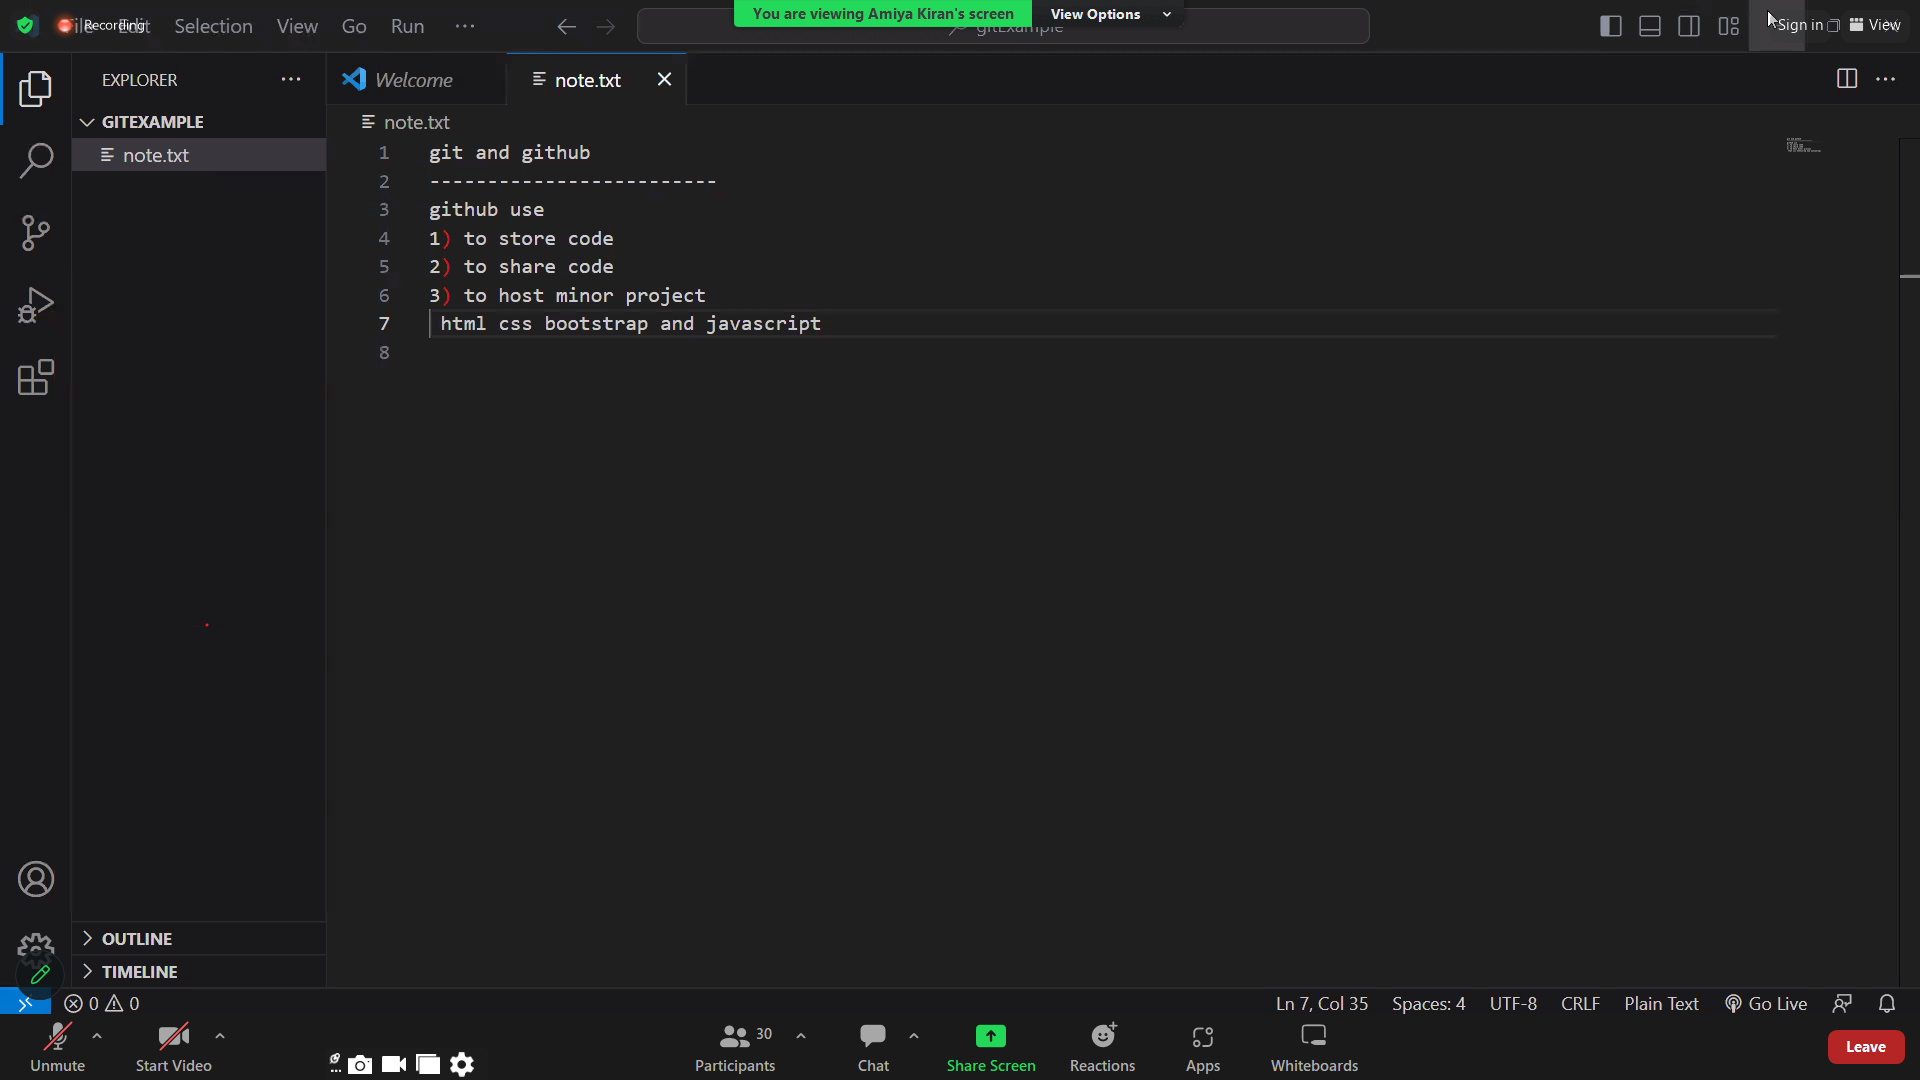 Recording
File Edit Selection View Go Run
You are viewing Amiya Kiran's screen
View Options
gitExample
Sign in
View
EXPLORER
Welcome
note.txt
GITEXAMPLE
note.txt
note.txt
1 git and github
2 -------------------------
3 github use
4 1) to store code
5 2) to share code
6 3) to host minor project
7 html css bootstrap and javascript
8
OUTLINE
TIMELINE
0 0
Ln 7, Col 35
Spaces: 4
UTF-8
CRLF
Plain Text
Go Live
Unmute
Start Video
30
Participants
Chat
Share Screen
Reactions
Apps
Whiteboards
Leave